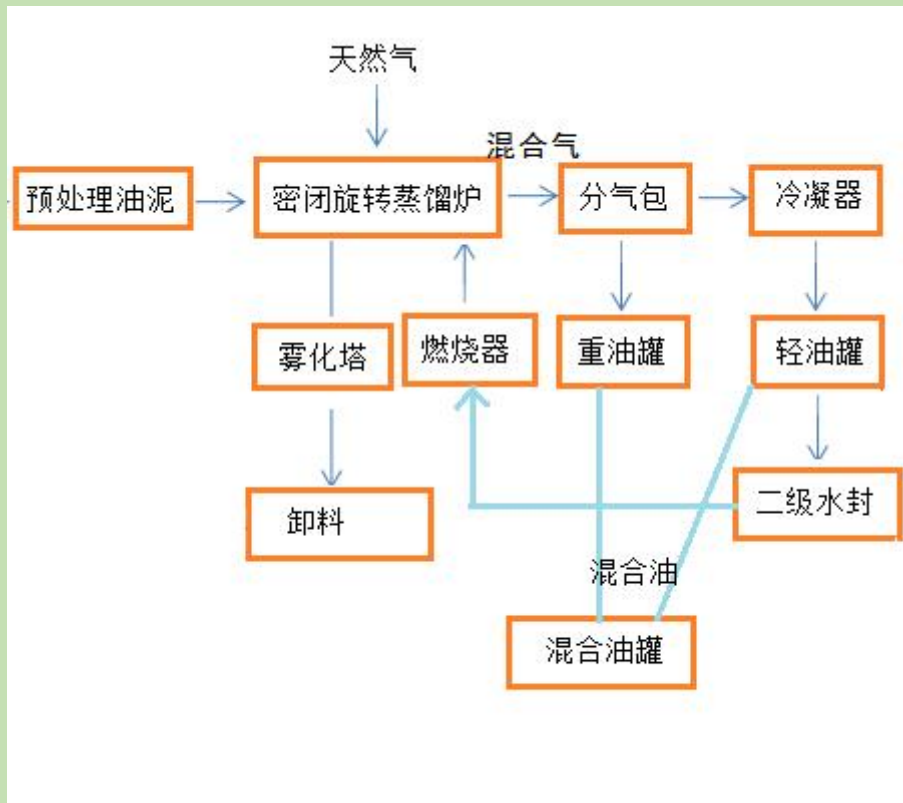 天然气
混合气
预处理油泥
密闭旋转蒸馏炉
分气包
冷凝器
雾化塔
燃烧器
重油罐
轻油罐
二级水封
卸料
混合油
混合油罐